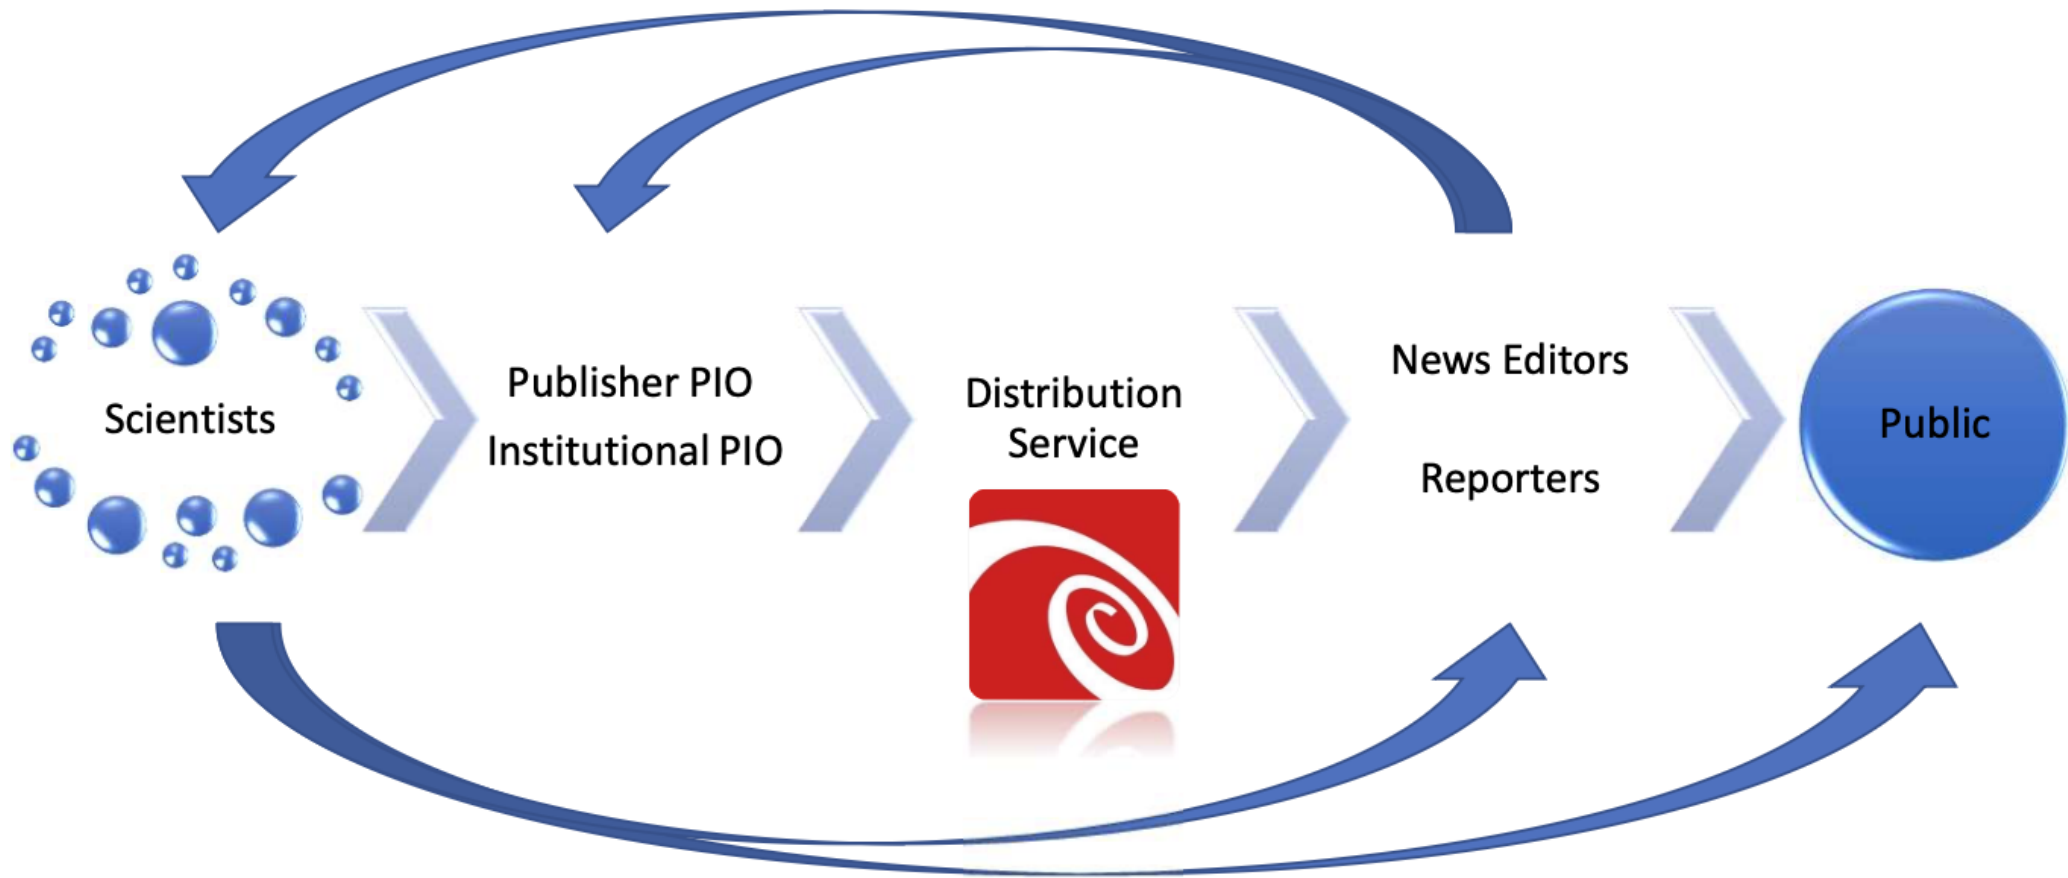 Scientists
Publisher PIO
Institutional PIO
Distribution
Service
News Editors
Reporters
Public